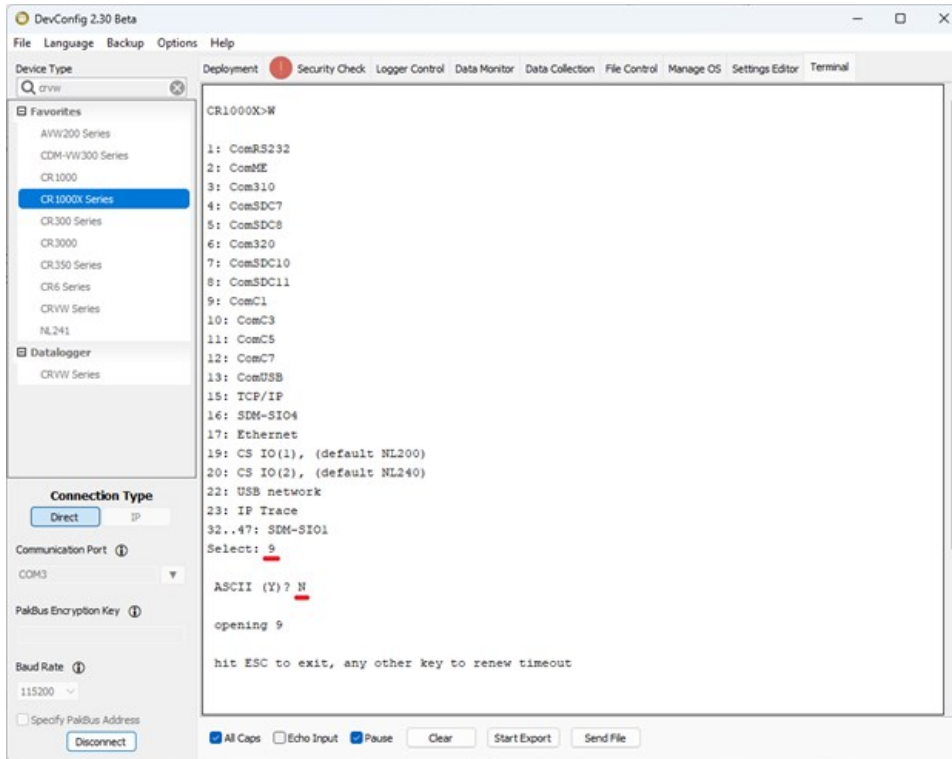 DevConfig 2.30 Beta
File Language Backup Options Help
Device Type
crvw
Favorites
AVW200 Series
CDM-VW300 Series
CR1000
CR1000X Series
CR300 Series
CR3000
CR350 Series
CR6 Series
CRVW Series
NL241
Datalogger
CRVW Series
Connection Type
Direct IP
Communication Port
COM3
PakBus Encryption Key
Baud Rate
115200
Specify PakBus Address
Disconnect
Deployment ! Security Check Logger Control Data Monitor Data Collection File Control Manage OS Settings Editor Terminal
CR1000X>W
1: ComRS232
2: ComME
3: Com310
4: ComSDC7
5: ComSDC8
6: Com320
7: ComSDC10
8: ComSDC11
9: ComC1
10: ComC3
11: ComC5
12: ComC7
13: ComUSB
15: TCP/IP
16: SDM-SIO4
17: Ethernet
19: CS IO(1), (default NL200)
20: CS IO(2), (default NL240)
22: USB network
23: IP Trace
32..47: SDM-SIO1
Select: 9
ASCII (Y)? N
opening 9
hit ESC to exit, any other key to renew timeout
All Caps Echo Input Pause Clear Start Export Send File